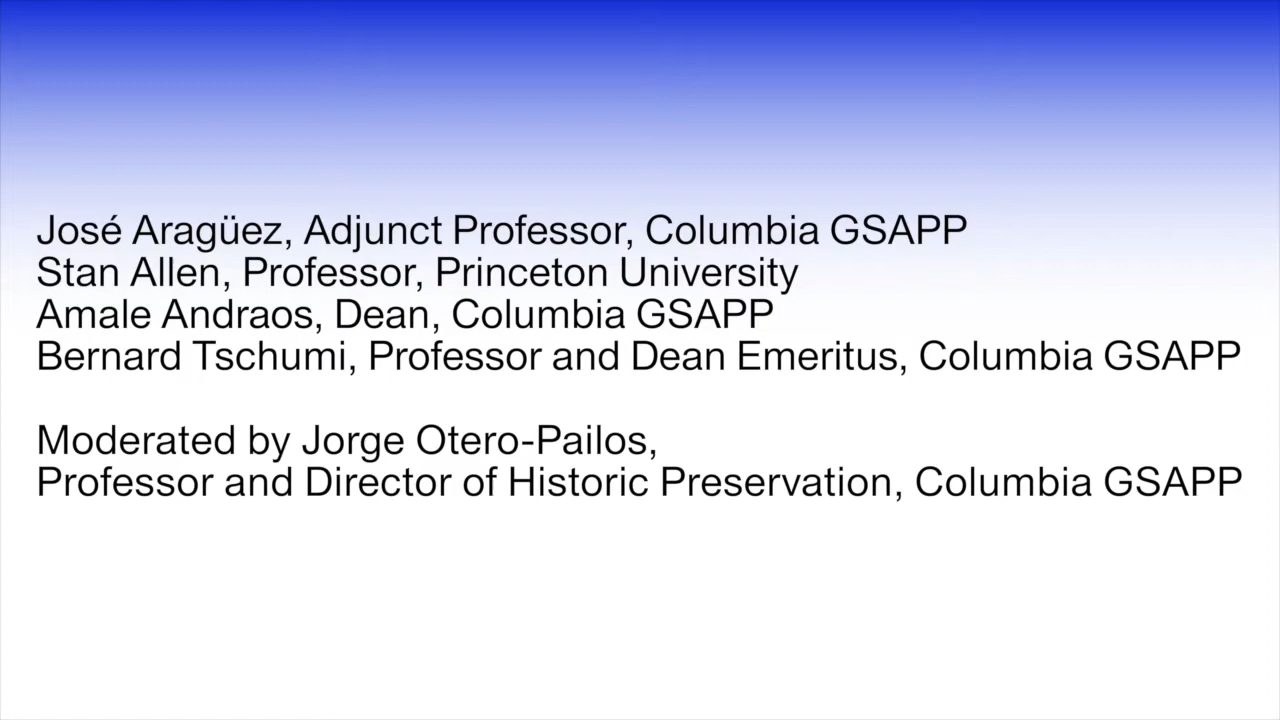 José Aragüez, Adjunct Professor, Columbia GSAPP
Stan Allen, Professor, Princeton University
Amale Andraos, Dean, Columbia GSAPP
Bernard Tschumi, Professor and Dean Emeritus, Columbia GSAPP
Moderated by Jorge Otero-Pailos,
Professor and Director of Historic Preservation, Columbia GSAPP